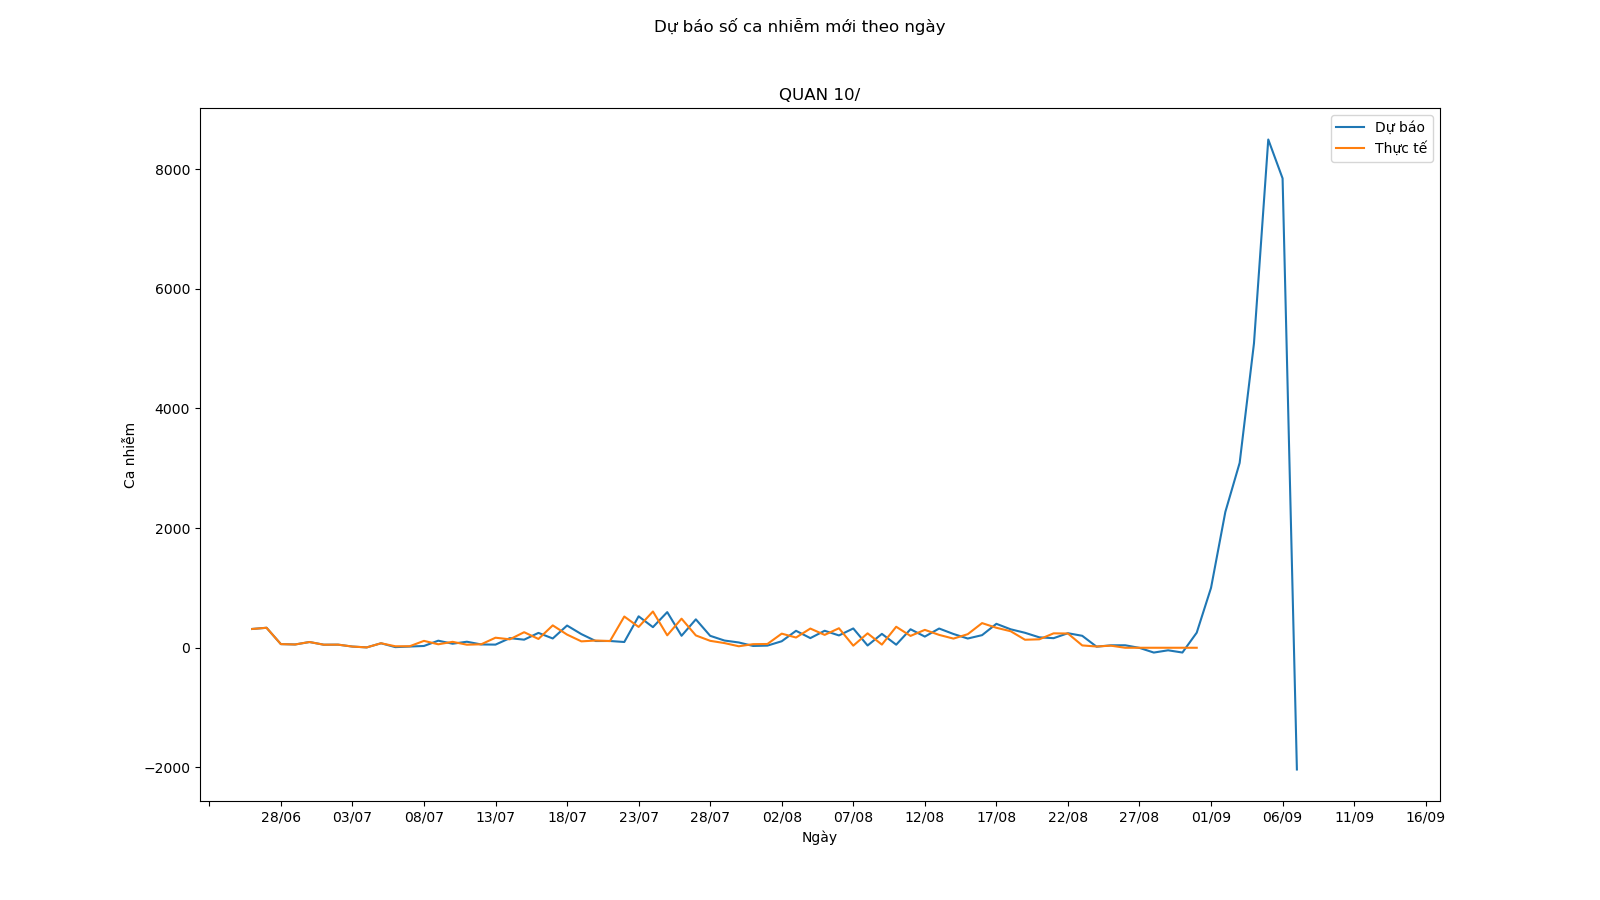 Dự báo số ca nhiễm mới theo ngày
QUAN 10/
Dự báo
Thực tế
8000
6000
4000
2000
0
−2000
Ca nhiễm
28/06 03/07 08/07 13/07 18/07 23/07 28/07 02/08 07/08 12/08 17/08 22/08 27/08 01/09 06/09 11/09 16/09
Ngày